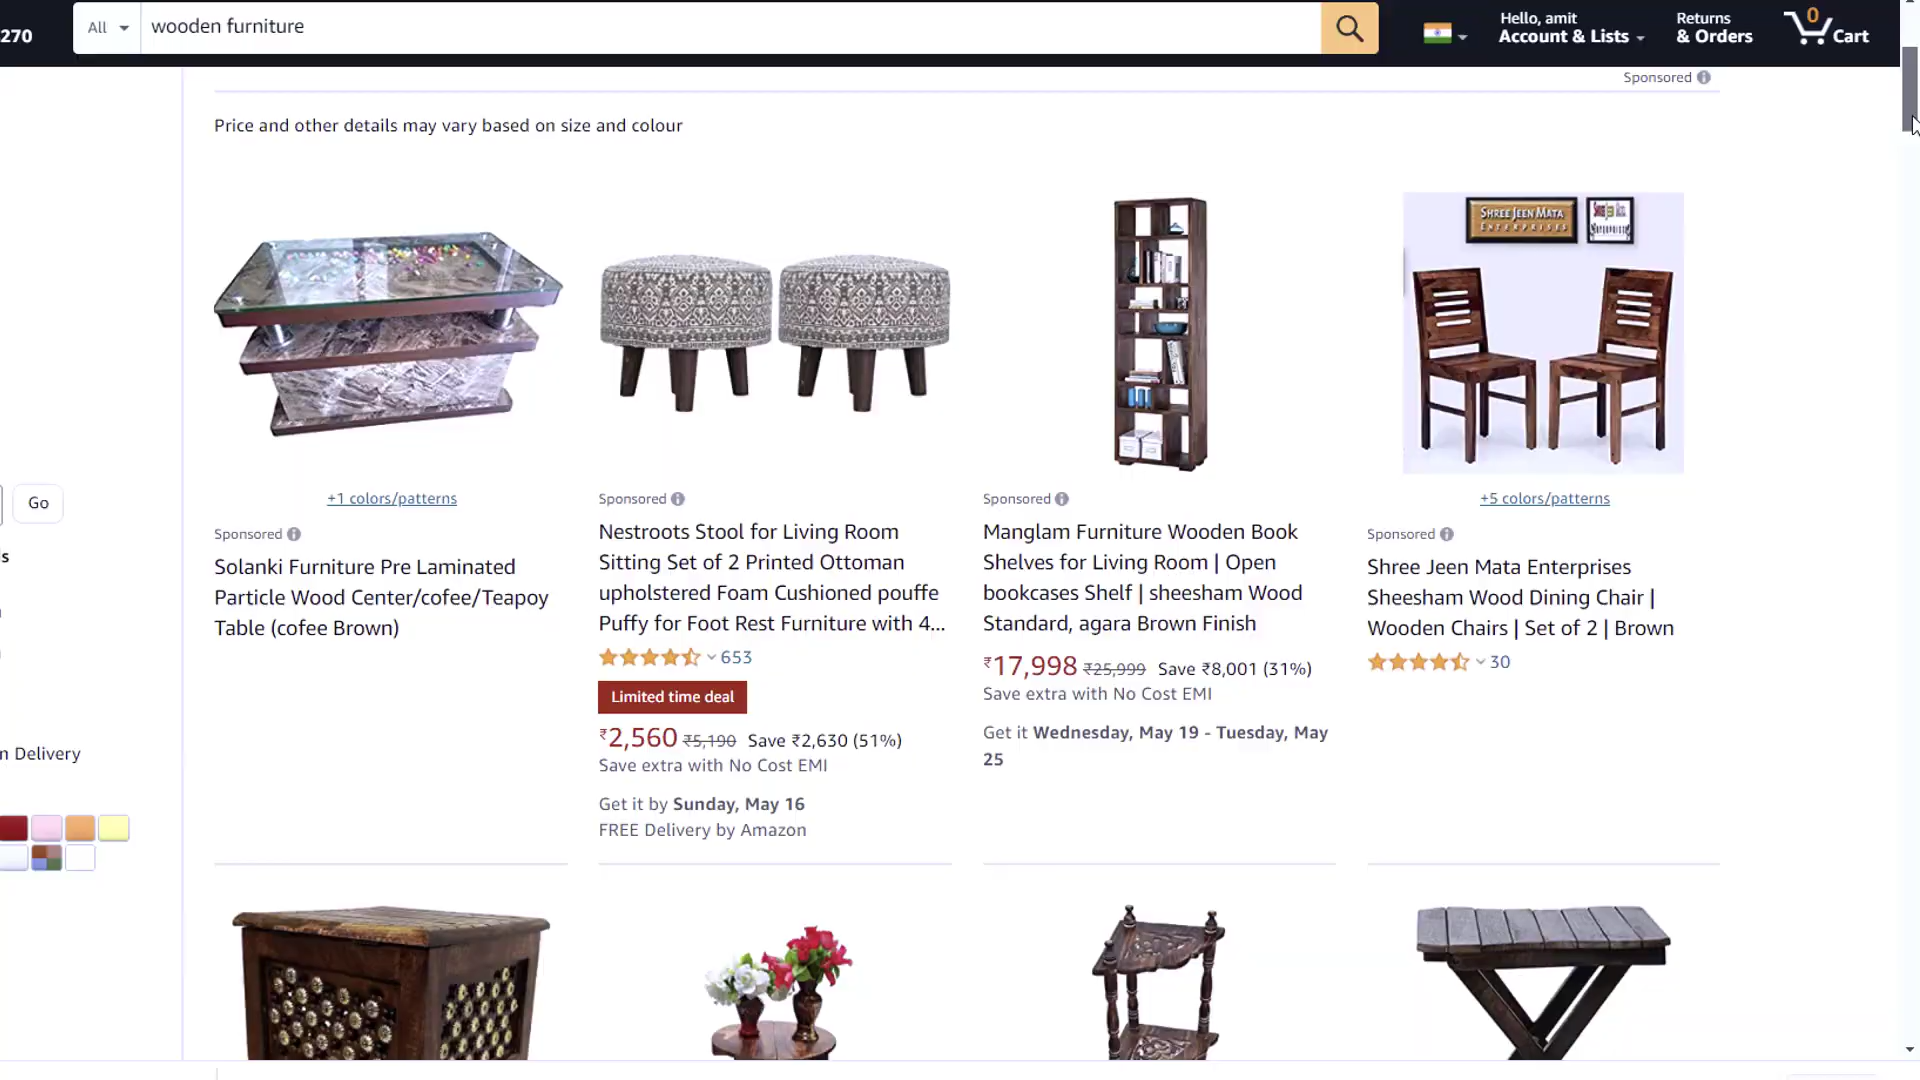 270
All
wooden furniture
Hello, amit
Account & Lists
Returns
& Orders
0
Cart
Sponsored
Price and other details may vary based on size and colour
SHREE JEEN MATA
ENTERPRISES
+1 colors/patterns
Sponsored
Solanki Furniture Pre Laminated
Particle Wood Center/cofee/Teapoy
Table (cofee Brown)
Sponsored
Nestroots Stool for Living Room
Sitting Set of 2 Printed Ottoman
upholstered Foam Cushioned pouffe
Puffy for Foot Rest Furniture with 4...
653
Limited time deal
₹2,560 ₹5,190 Save ₹2,630 (51%)
Save extra with No Cost EMI
Get it by Sunday, May 16
FREE Delivery by Amazon
Sponsored
Manglam Furniture Wooden Book
Shelves for Living Room | Open
bookcases Shelf | sheesham Wood
Standard, agara Brown Finish
₹17,998 ₹25,999 Save ₹8,001 (31%)
Save extra with No Cost EMI
Get it Wednesday, May 19 - Tuesday, May
25
+5 colors/patterns
Sponsored
Shree Jeen Mata Enterprises
Sheesham Wood Dining Chair |
Wooden Chairs | Set of 2 | Brown
30
Go
s
n Delivery